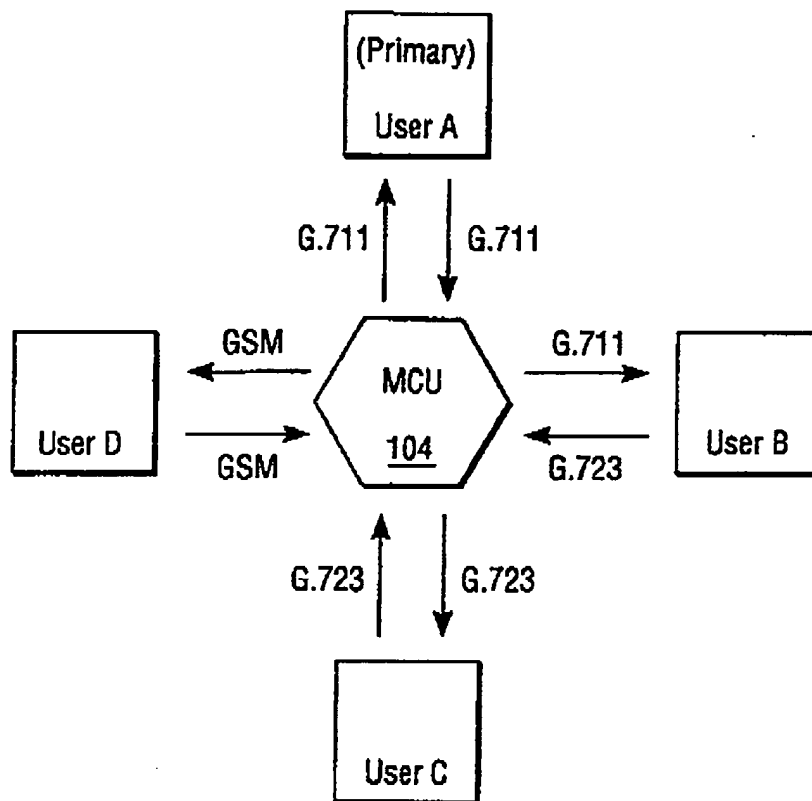 (Primary)
User A
G.711
G.711
GSM
G.711
MCU
104
User D
User B
GSM
G.723
G.723
G.723
User C